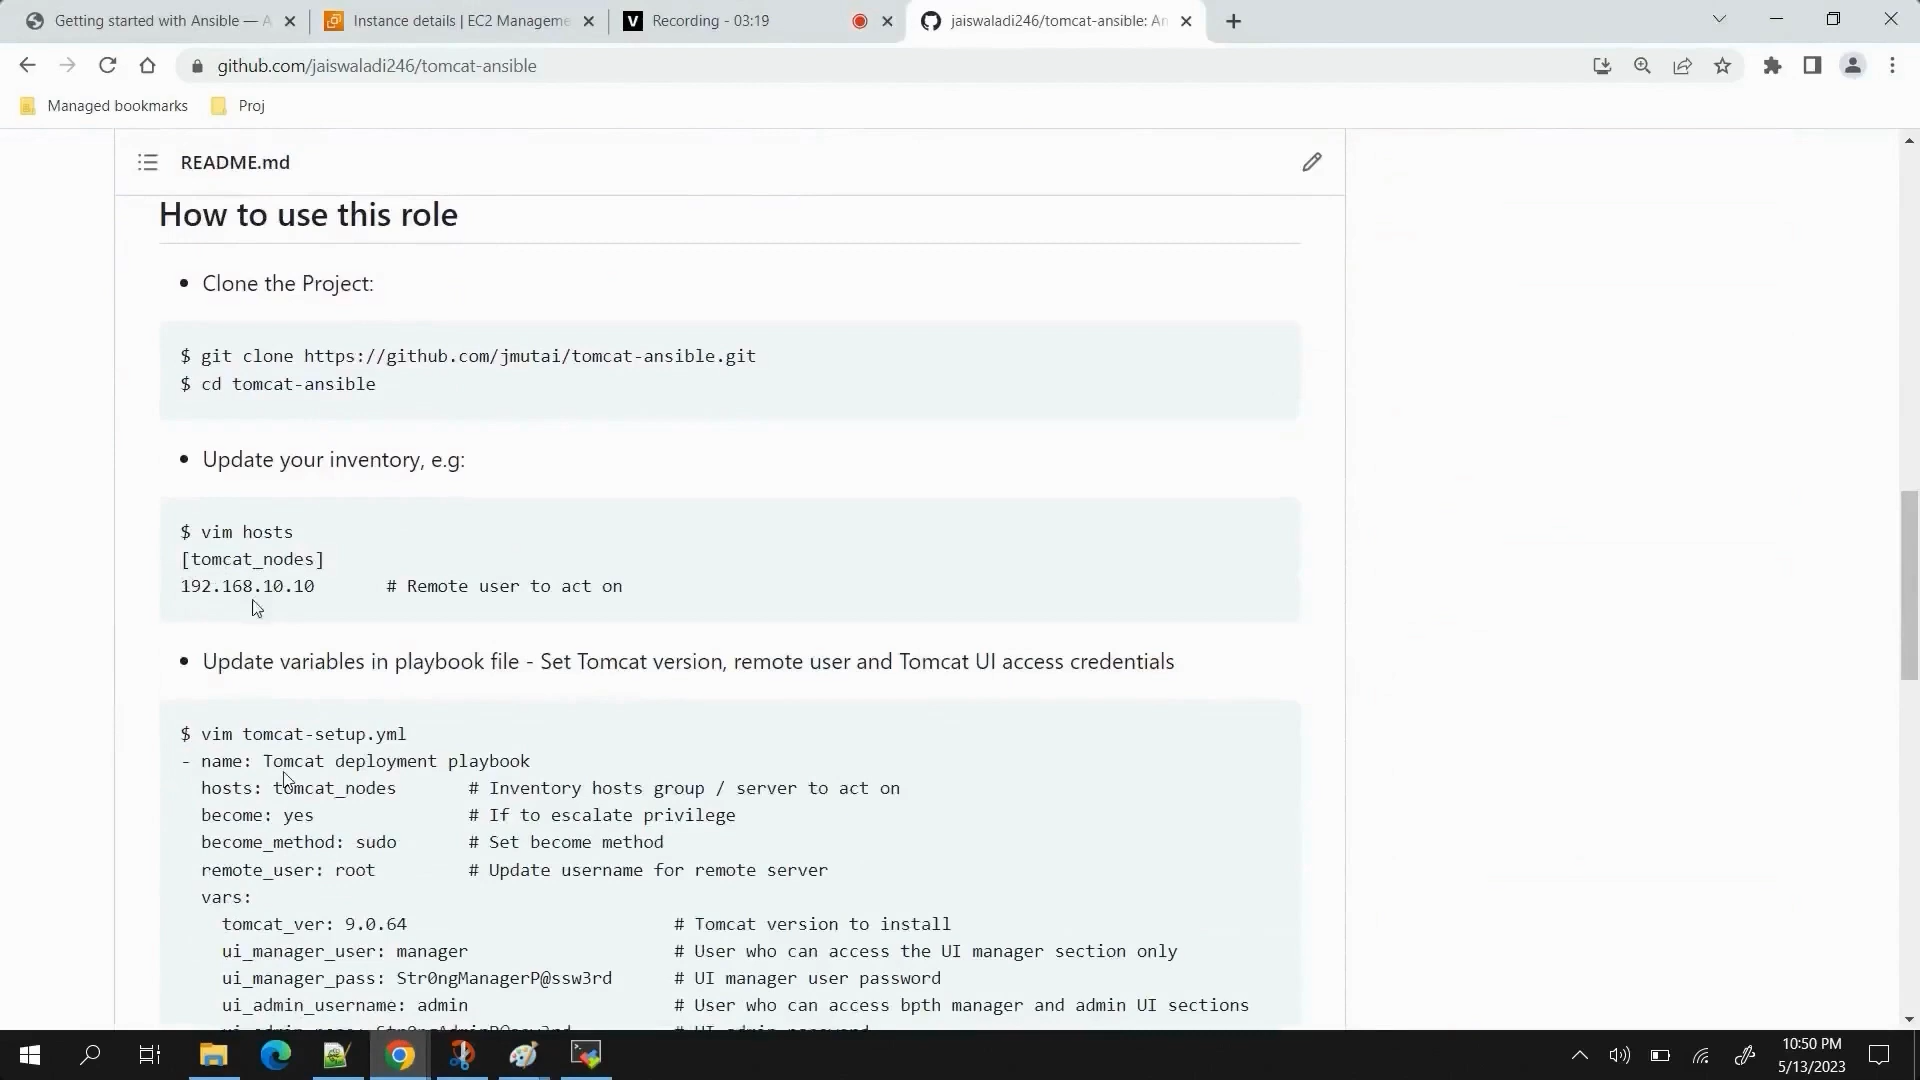 Getting started with Ansible — A
Instance details | EC2 Manageme
V Recording - 03:19
jaiswaladi246/tomcat-ansible: An
github.com/jaiswaladi246/tomcat-ansible
Managed bookmarks
Proj
README.md
How to use this role
Clone the Project:
$ git clone https://github.com/jmutai/tomcat-ansible.git
$ cd tomcat-ansible
Update your inventory, e.g:
$ vim hosts
[tomcat_nodes]
192.168.10.10 # Remote user to act on
Update variables in playbook file - Set Tomcat version, remote user and Tomcat UI access credentials
$ vim tomcat-setup.yml
- name: Tomcat deployment playbook
hosts: tomcat_nodes # Inventory hosts group / server to act on
become: yes # If to escalate privilege
become_method: sudo # Set become method
remote_user: root # Update username for remote server
vars:
tomcat_ver: 9.0.64 # Tomcat version to install
ui_manager_user: manager # User who can access the UI manager section only
ui_manager_pass: Str0ngManagerP@ssw3rd # UI manager user password
ui_admin_username: admin # User who can access bpth manager and admin UI sections
10:50 PM
5/13/2023